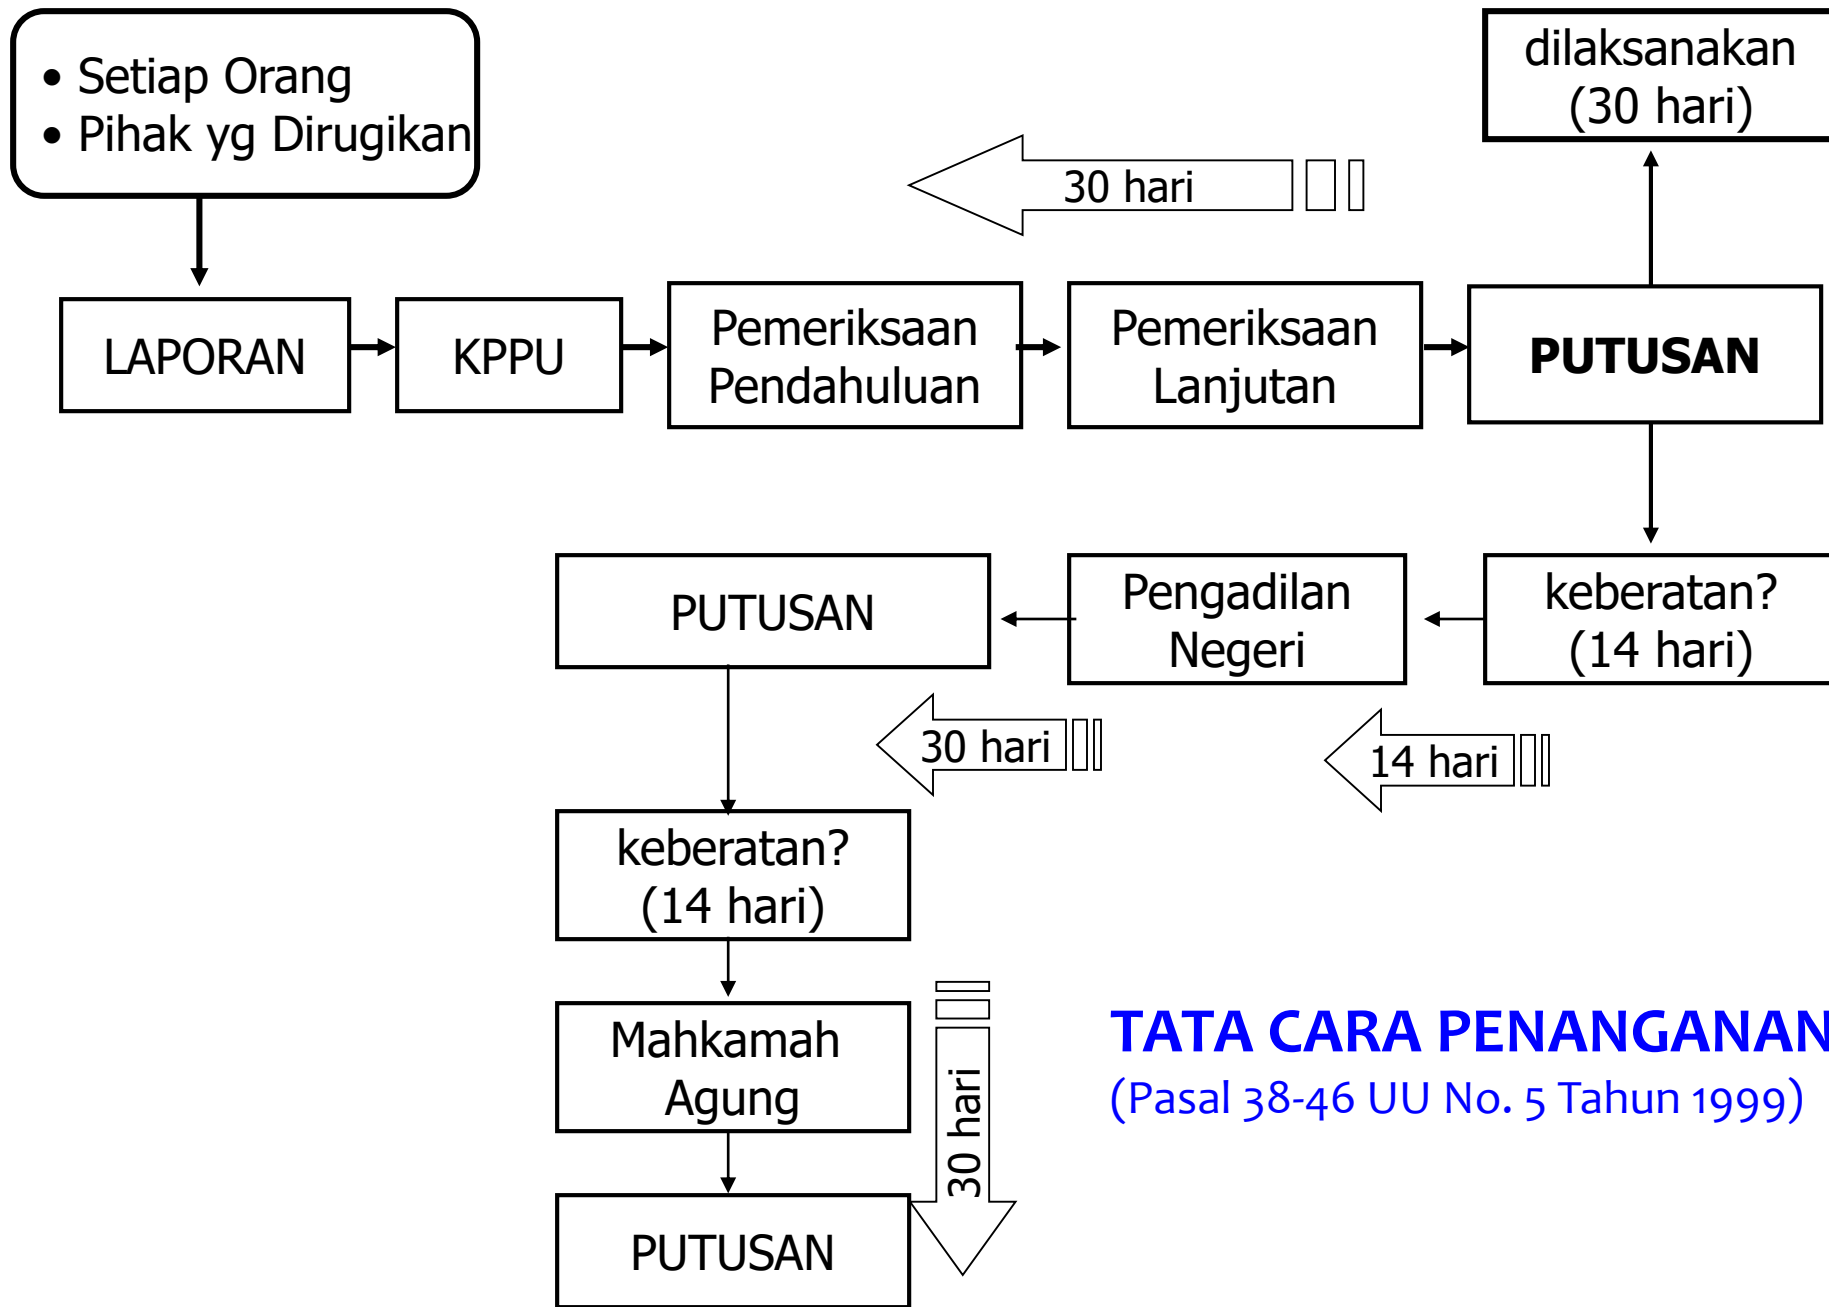 • Setiap Orang
• Pihak yg Dirugikan
dilaksanakan
(30 hari)
30 hari
LAPORAN
KPPU
Pemeriksaan
Pendahuluan
Pemeriksaan
Lanjutan
PUTUSAN
PUTUSAN
Pengadilan
Negeri
keberatan?
(14 hari)
30 hari
14 hari
keberatan?
(14 hari)
Mahkamah
Agung
30 hari
PUTUSAN
TATA CARA PENANGANAN
(Pasal 38-46 UU No. 5 Tahun 1999)